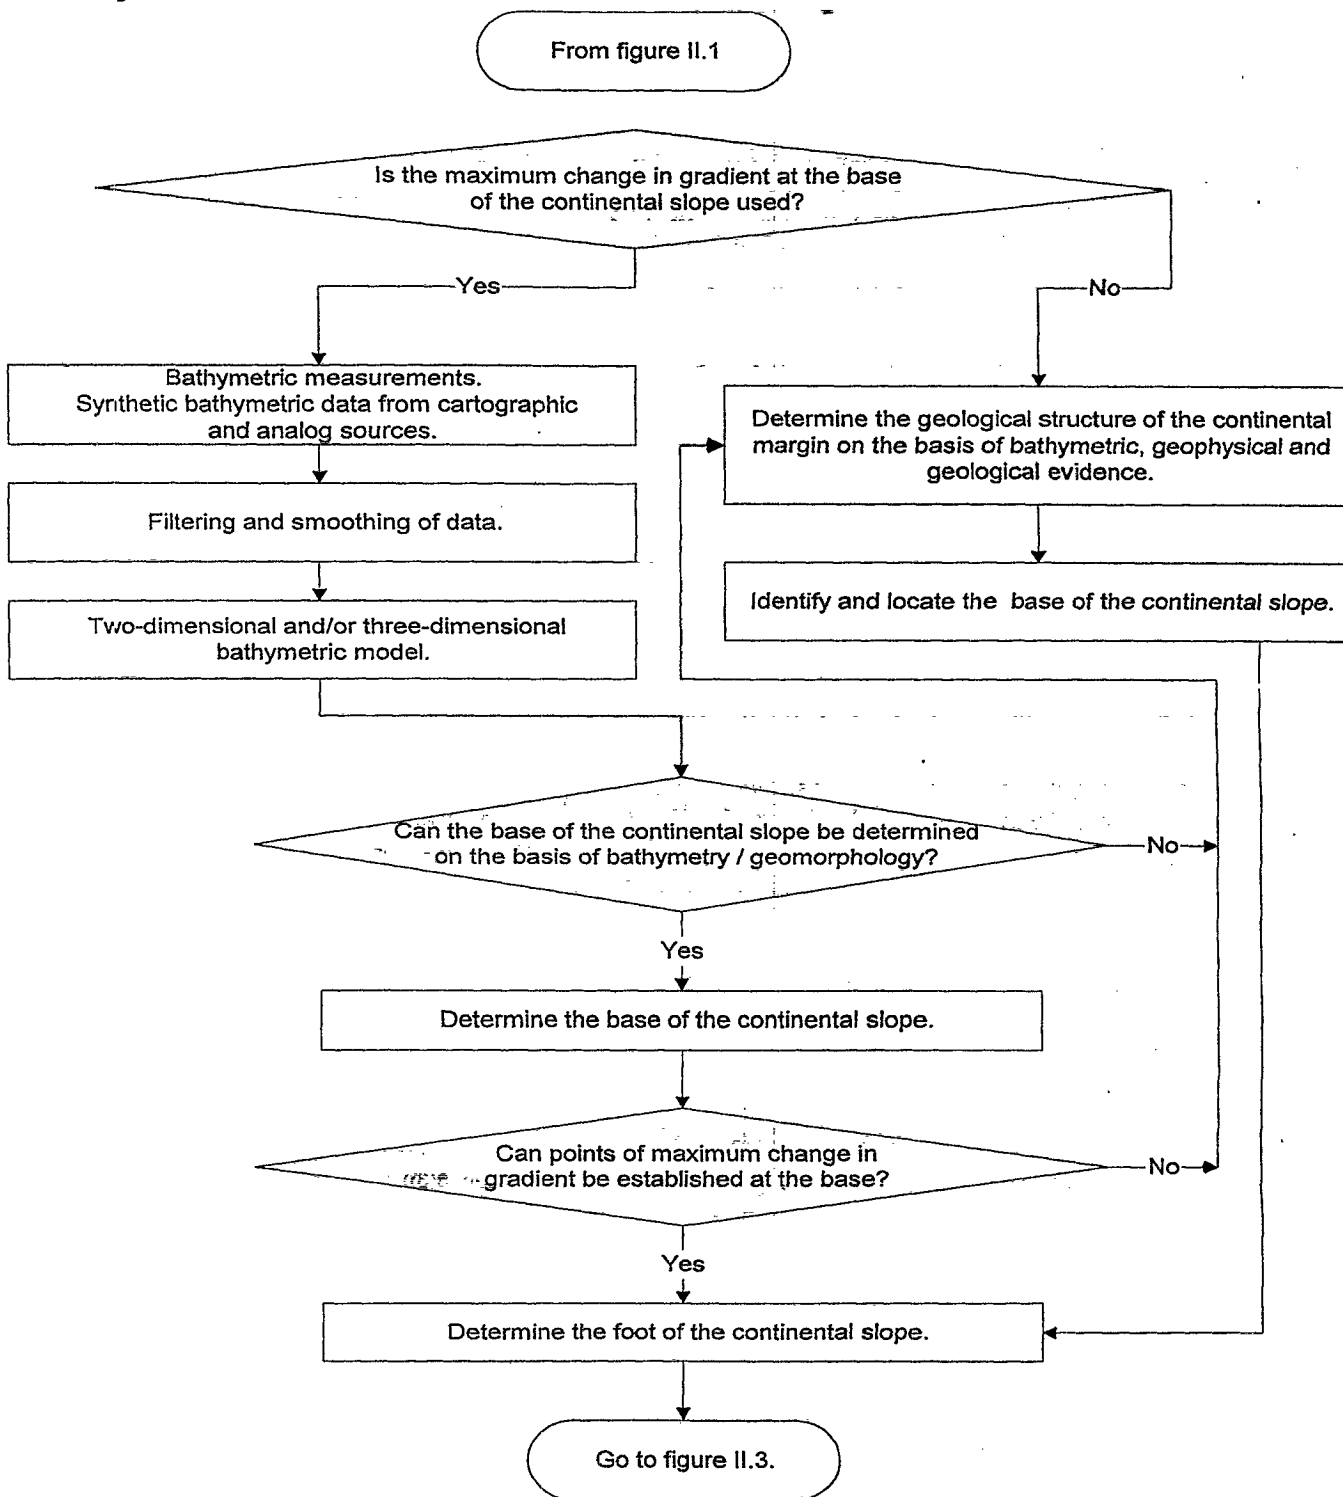 From figure II.1
Is the maximum change in gradient at the base
of the continental slope used?
Yes
No
Bathymetric measurements.
Synthetic bathymetric data from cartographic
and analog sources.
Filtering and smoothing of data.
Two-dimensional and/or three-dimensional
bathymetric model.
Determine the geological structure of the continental
margin on the basis of bathymetric, geophysical and
geological evidence.
Identify and locate the base of the continental slope.
Can the base of the continental slope be determined
on the basis of bathymetry / geomorphology?
No
Yes
Determine the base of the continental slope.
Can points of maximum change in
gradient be established at the base?
No
Yes
Determine the foot of the continental slope.
Go to figure II.3.